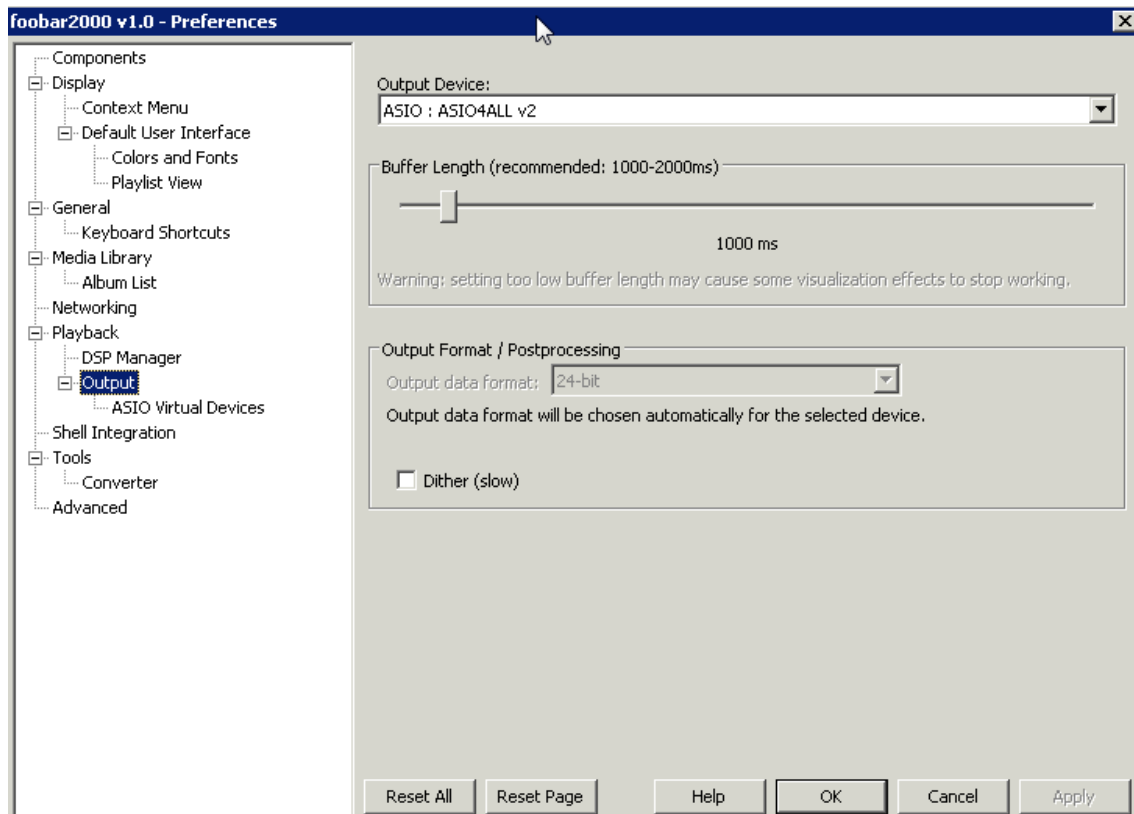 foobar2000 v1.0 - Preferences
Components
Display
Context Menu
Default User Interface
Colors and Fonts
Playlist View
General
Keyboard Shortcuts
Media Library
Album List
Networking
Playback
DSP Manager
Output
ASIO Virtual Devices
Shell Integration
Tools
Converter
Advanced
Output Device:
ASIO : ASIO4ALL v2
Buffer Length (recommended: 1000-2000ms)
1000 ms
Warning: setting too low buffer length may cause some visualization effects to stop working.
Output Format / Postprocessing
Output data format: 24-bit
Output data format will be chosen automatically for the selected device.
Dither (slow)
Reset All Reset Page Help OK Cancel Apply